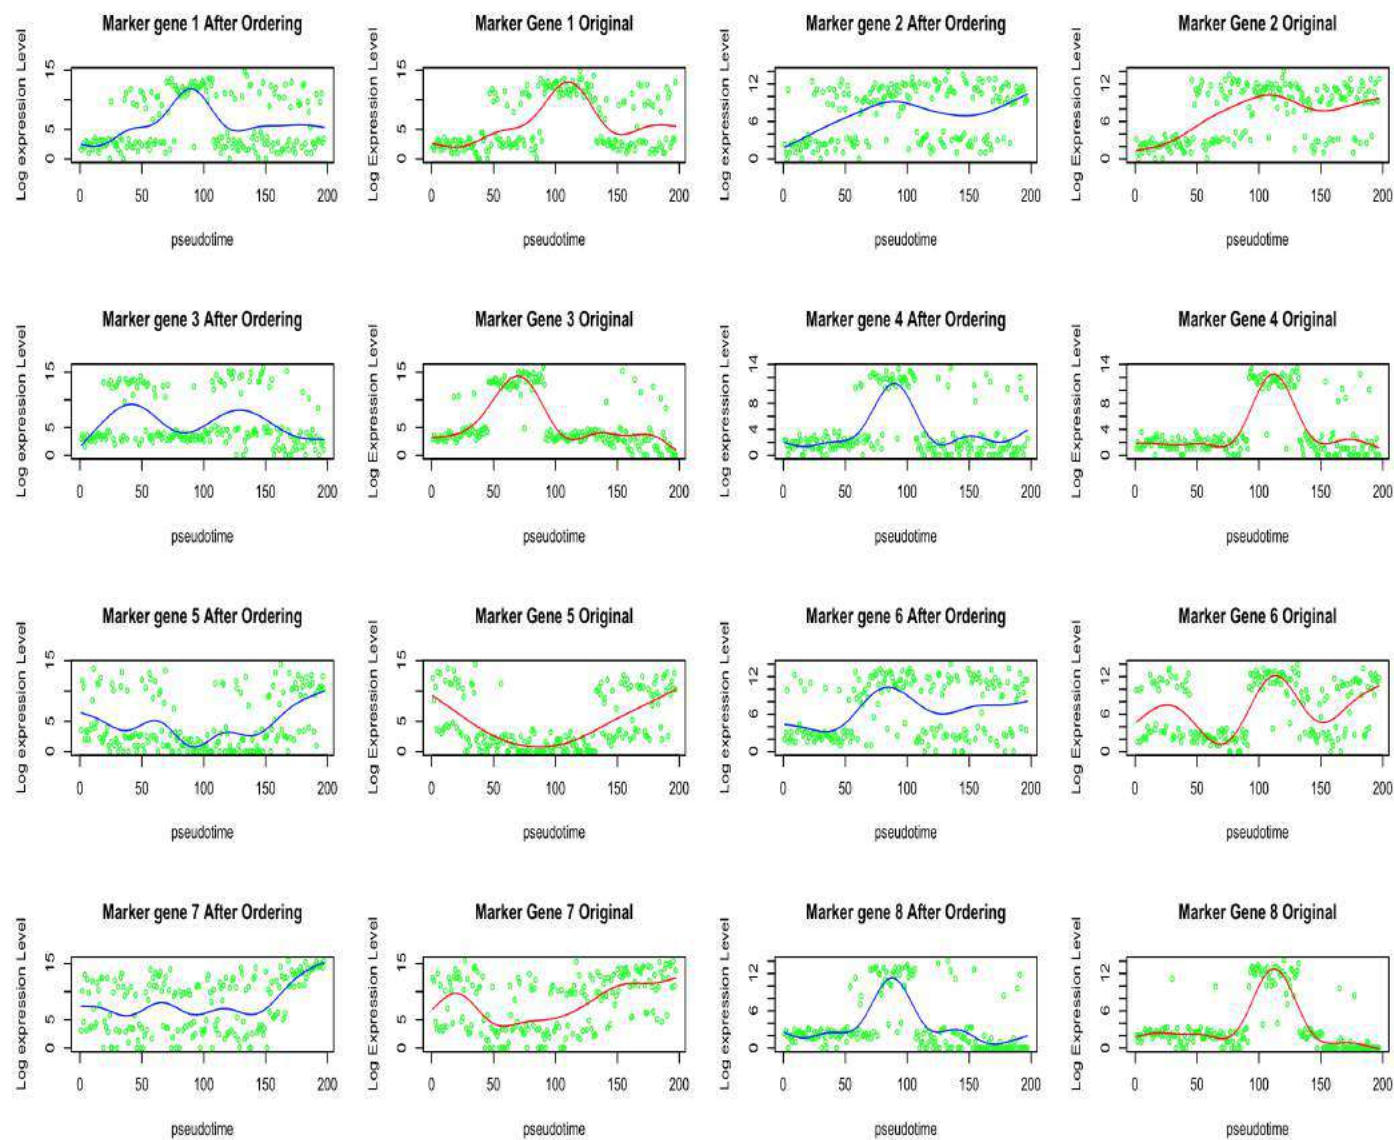 Marker gene 1 After Ordering
Log expression Level
15
5
0
0 50 100 150 200
pseudotime
Marker Gene 1 Original
Log Expression Level
15
5
0
0 50 100 150 200
pseudotime
Marker gene 2 After Ordering
Log expression Level
12
6
0
0 50 100 150 200
pseudotime
Marker Gene 2 Original
Log Expression Level
12
6
0
0 50 100 150 200
pseudotime
Marker gene 3 After Ordering
Log expression Level
15
5
0
0 50 100 150 200
pseudotime
Marker Gene 3 Original
Log Expression Level
15
5
0
0 50 100 150 200
pseudotime
Marker gene 4 After Ordering
Log expression Level
14
8
4
0
0 50 100 150 200
pseudotime
Marker Gene 4 Original
Log Expression Level
14
8
4
0
0 50 100 150 200
pseudotime
Marker gene 5 After Ordering
Log expression Level
15
5
0
0 50 100 150 200
pseudotime
Marker Gene 5 Original
Log Expression Level
15
5
0
0 50 100 150 200
pseudotime
Marker gene 6 After Ordering
Log expression Level
12
6
0
0 50 100 150 200
pseudotime
Marker Gene 6 Original
Log Expression Level
12
6
0
0 50 100 150 200
pseudotime
Marker gene 7 After Ordering
Log expression Level
15
5
0
0 50 100 150 200
pseudotime
Marker Gene 7 Original
Log Expression Level
15
5
0
0 50 100 150 200
pseudotime
Marker gene 8 After Ordering
Log expression Level
12
6
0
0 50 100 150 200
pseudotime
Marker Gene 8 Original
Log Expression Level
12
6
0
0 50 100 150 200
pseudotime